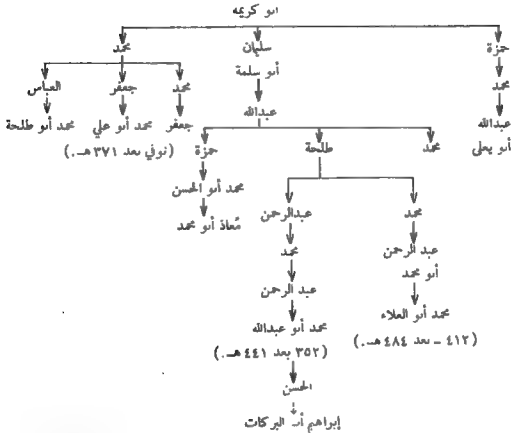 أبو كريمه
حمزة سليمان محمد
أبو سلمة
محمد محمد جعفر العباس
عبدالله
عبدالله جعفر محمد أبو علي محمد أبو طلحة
أبو يعلى (توفي بعد ٣٧١ هـ.)
محمد طلحة حمزة
محمد أبو الحسن
محمد عبدالرحمن
مُعاذ أبو محمد
عبد الرحمن محمد
أبو محمد
عبد الرحمن
محمد أبو العلاء
محمد أبو عبدالله
(٤١٢ - بعد ٤٨٤ هـ.)
(٣٥٢ بعد ٤٤١ هـ.)
الحسن
إبراهيم أبو البركات